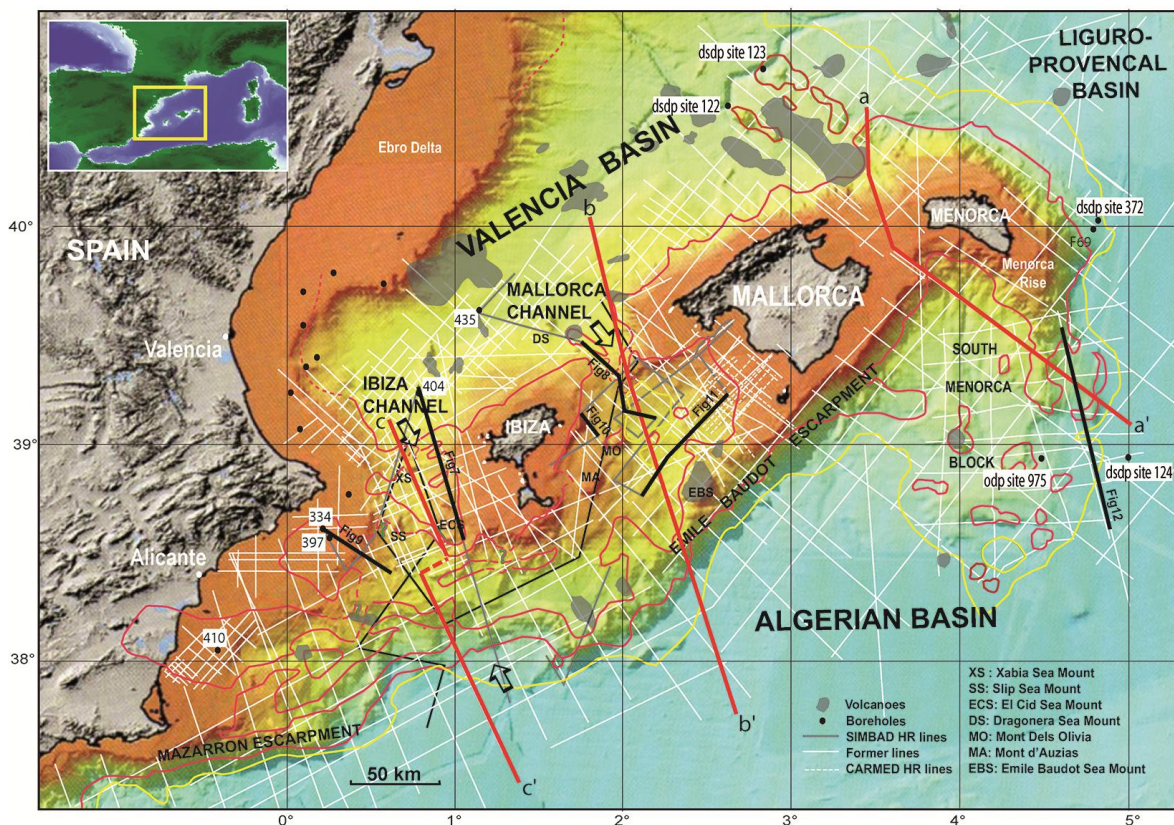 LIGURO-
PROVENCAL
BASIN
dsdp site 123
dsdp site 122
a
Ebro Delta
VALENCIA BASIN
b
MENORCA
dsdp site 372
F69
40°
40°
SPAIN
Menorca
Rise
MALLORCA
CHANNEL
MALLORCA
435
DS
Valencia
Fig8
SOUTH
MENORCA
BLOCK
IBIZA
CHANNEL
404
c
Fig11
Fig10
IBIZA
39°
39°
a'
MO
MA
XS
Fig7
EBS
EMILE BAUDOT ESCARPMENT
odp site 975
dsdp site 124
Fig12
334
397
Fig9
SS
ECS
Alicante
ALGERIAN BASIN
410
38°
38°
b'
MAZARRON ESCARPMENT
50 km
c'
Volcanoes
Boreholes
SIMBAD HR lines
Former lines
CARMED HR lines
XS : Xabia Sea Mount
SS: Slip Sea Mount
ECS: El Cid Sea Mount
DS: Dragonera Sea Mount
MO: Mont Dels Olivia
MA: Mont d'Auzias
EBS: Emile Baudot Sea Mount
0°
1°
2°
3°
4°
5°